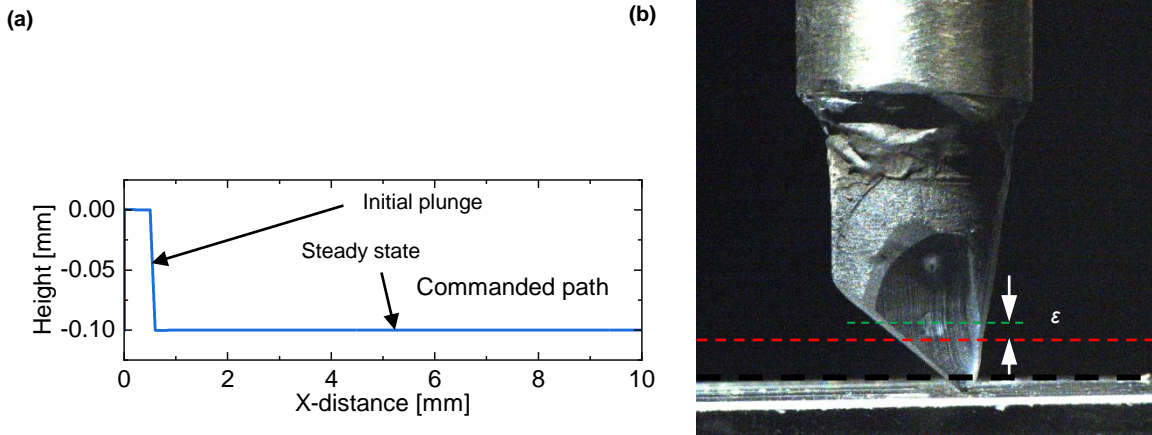 (a)
(b)
0.00
-0.05
-0.10
Height [mm]
Initial plunge
Steady state
Commanded path
0
2
4
6
8
10
X-distance [mm]
ε